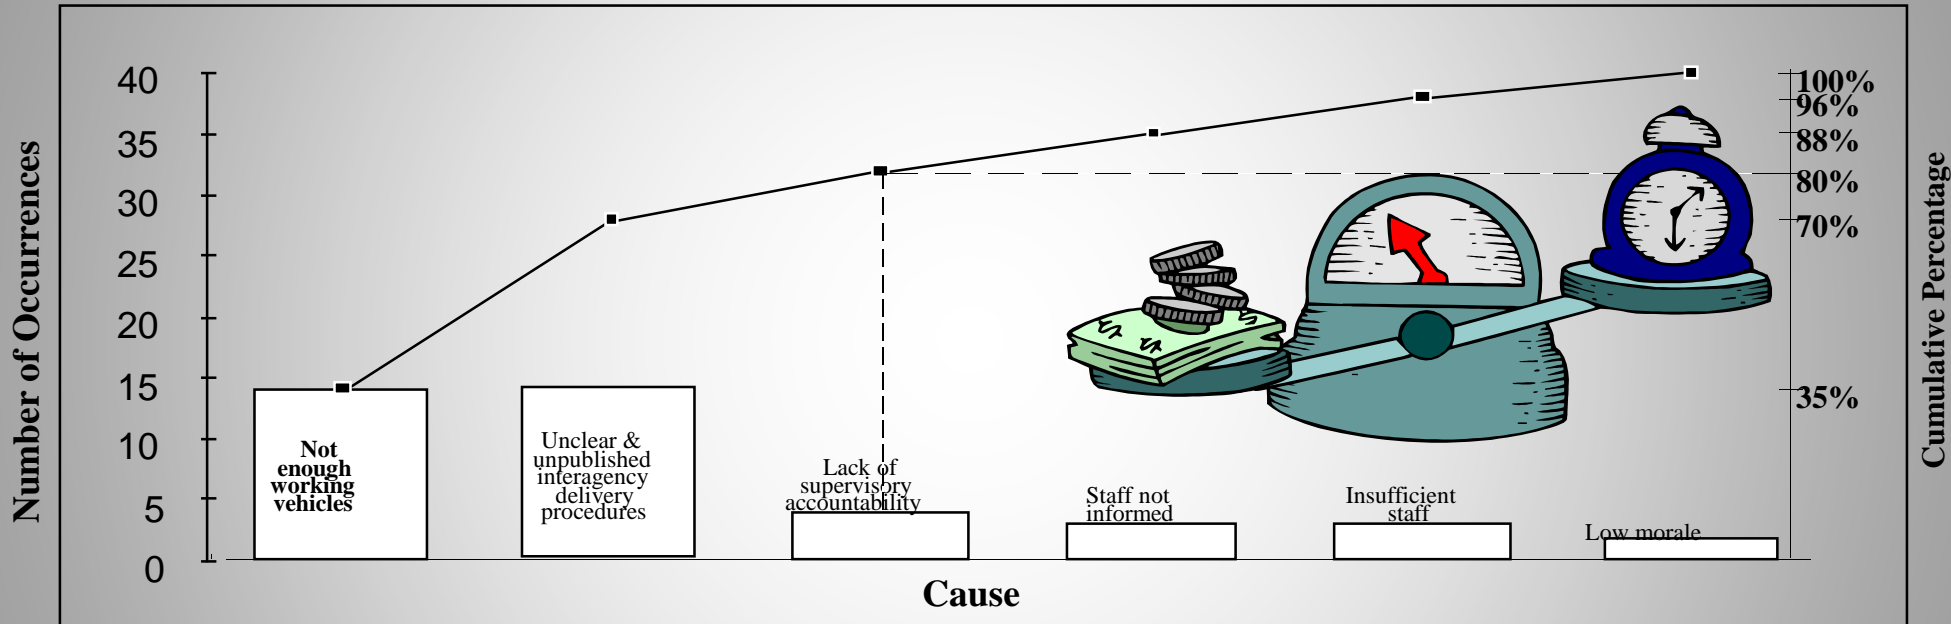 Number of Occurrences
40
35
30
25
20
15
10
5
0
Not
enough
working
vehicles
Unclear &
unpublished
interagency
delivery
procedures
Lack of
supervisory
accountability
Staff not
informed
Insufficient
staff
Low morale
Cause
100%
96%
88%
80%
70%
35%
Cumulative Percentage